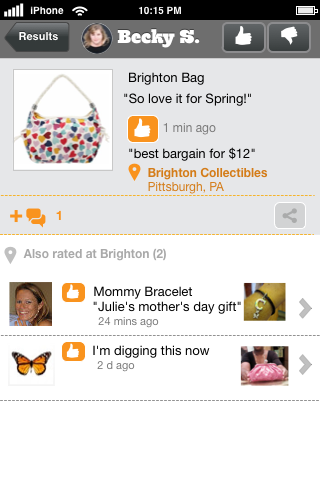 iPhone 10:15 PM
Results Becky S.
Brighton Bag
"So love it for Spring!"
1 min ago
"best bargain for $12"
Brighton Collectibles
Pittsburgh, PA
1
Also rated at Brighton (2)
Mommy Bracelet
"Julie's mother's day gift"
24 mins ago
I'm digging this now
2 d ago